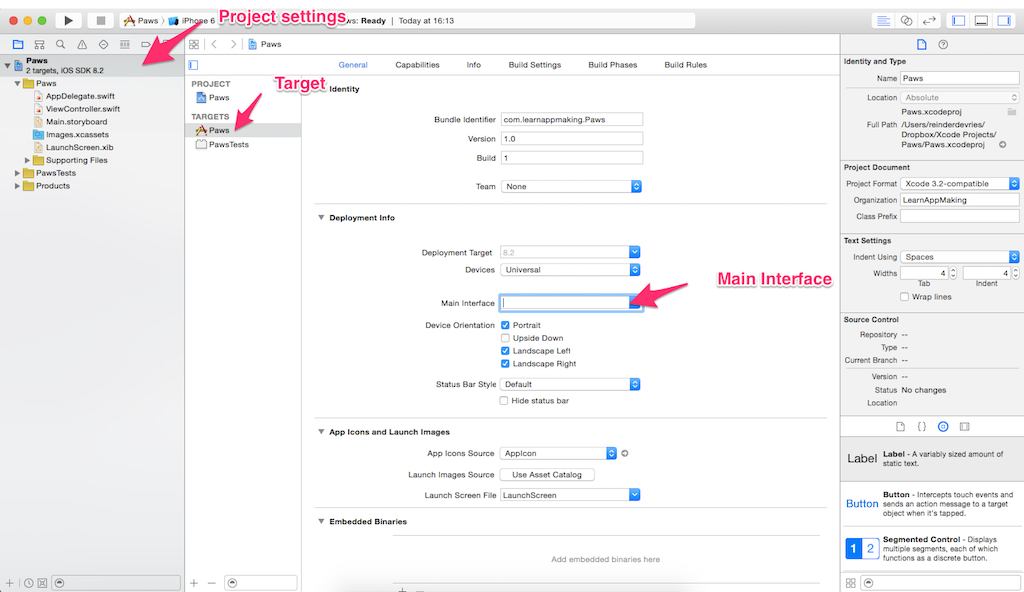 Paws iPhone 6 ws: Ready | Today at 16:13
Project settings
Paws
2 targets, iOS SDK 8.2
Paws
AppDelegate.swift
ViewController.swift
Main.storyboard
Images.xcassets
LaunchScreen.xib
Supporting Files
PawsTests
Products
Paws
General Capabilities Info Build Settings Build Phases Build Rules
PROJECT
Paws
TARGETS
Paws
PawsTests
Target
Identity
Bundle Identifier com.learnappmaking.Paws
Version 1.0
Build 1
Team None
Deployment Info
Deployment Target 8.2
Devices Universal
Main Interface
Main Interface
Device Orientation Portrait
Upside Down
Landscape Left
Landscape Right
Status Bar Style Default
Hide status bar
App Icons and Launch Images
App Icons Source AppIcon
Launch Images Source Use Asset Catalog
Launch Screen File LaunchScreen
Embedded Binaries
Add embedded binaries here
Identity and Type
Name Paws
Location Absolute
Paws.xcodeproj
Full Path /Users/reinderdevries/
Dropbox/Xcode Projects/
Paws/Paws.xcodeproj
Project Document
Project Format Xcode 3.2-compatible
Organization LearnAppMaking
Class Prefix
Text Settings
Indent Using Spaces
Widths 4 4
Tab Indent
Wrap lines
Source Control
Repository --
Type --
Current Branch --
Version --
Status No changes
Location
Label Label - A variably sized amount of
static text.
Button Button - Intercepts touch events and
sends an action message to a target
object when it's tapped.
1 2 Segmented Control - Displays
multiple segments, each of which
functions as a discrete button.